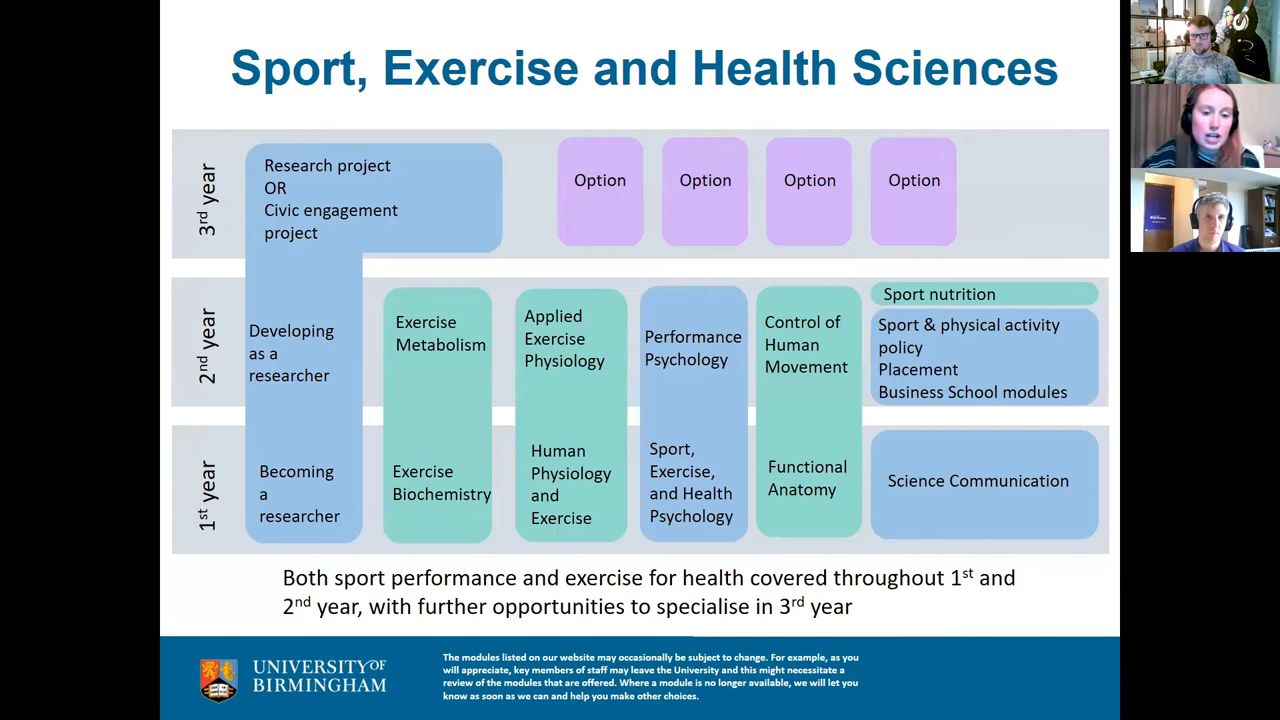 Sport, Exercise and Health Sciences
3rd year
Research project
OR
Civic engagement
project
Option
Option
Option
Option
2nd year
Developing
as a
researcher
Exercise
Metabolism
Applied
Exercise
Physiology
Performance
Psychology
Control of
Human
Movement
Sport nutrition
Sport & physical activity
policy
Placement
Business School modules
1st year
Becoming
a
researcher
Exercise
Biochemistry
Human
Physiology
and
Exercise
Sport,
Exercise,
and Health
Psychology
Functional
Anatomy
Science Communication
Both sport performance and exercise for health covered throughout 1st and
2nd year, with further opportunities to specialise in 3rd year
UNIVERSITY OF
BIRMINGHAM
The modules listed on our website may occasionally be subject to change. For example, as you
will appreciate, key members of staff may leave the University and this might necessitate a
review of the modules that are offered. Where a module is no longer available, we will let you
know as soon as we can and help you make other choices.